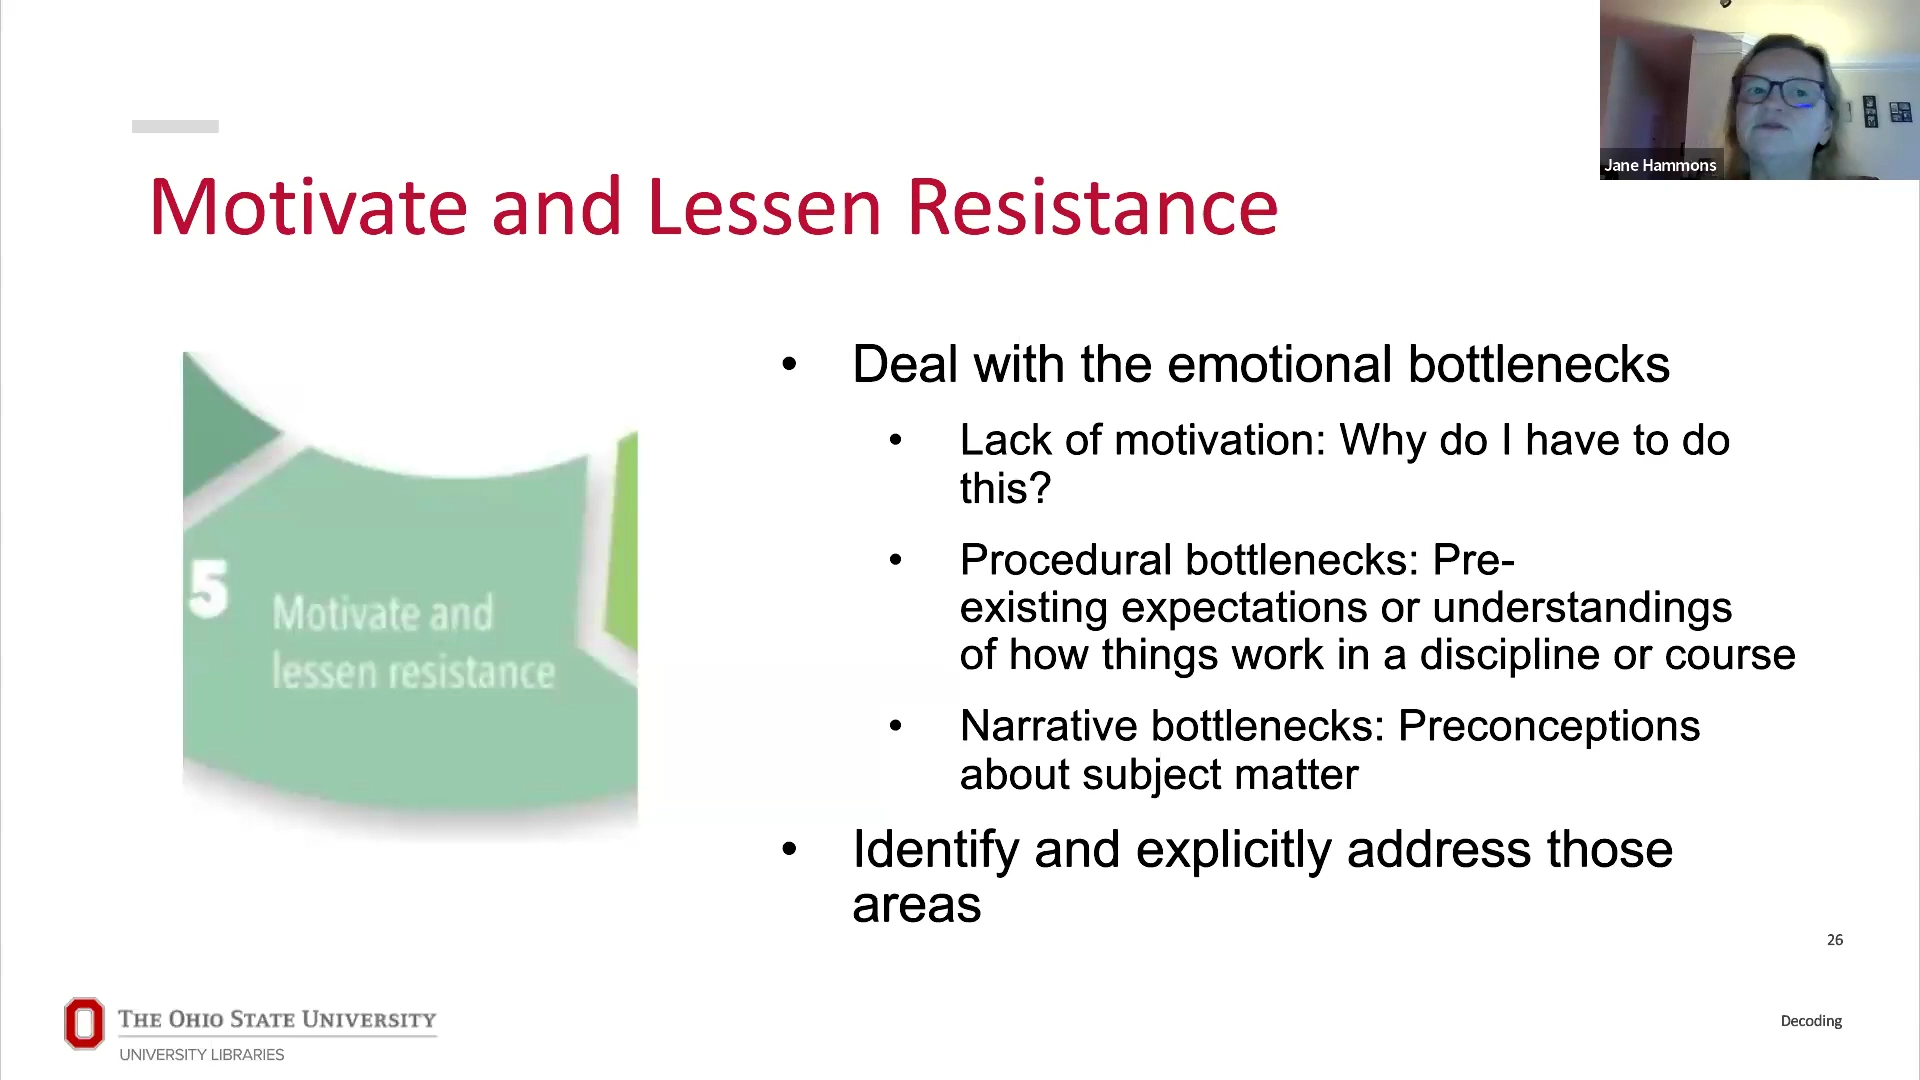 Jane Hammons
Motivate and Lessen Resistance
5
Motivate and
lessen resistance
• Deal with the emotional bottlenecks
• Lack of motivation: Why do I have to do
this?
• Procedural bottlenecks: Pre-
existing expectations or understandings
of how things work in a discipline or course
• Narrative bottlenecks: Preconceptions
about subject matter
• Identify and explicitly address those
areas
26
THE OHIO STATE UNIVERSITY
UNIVERSITY LIBRARIES
Decoding